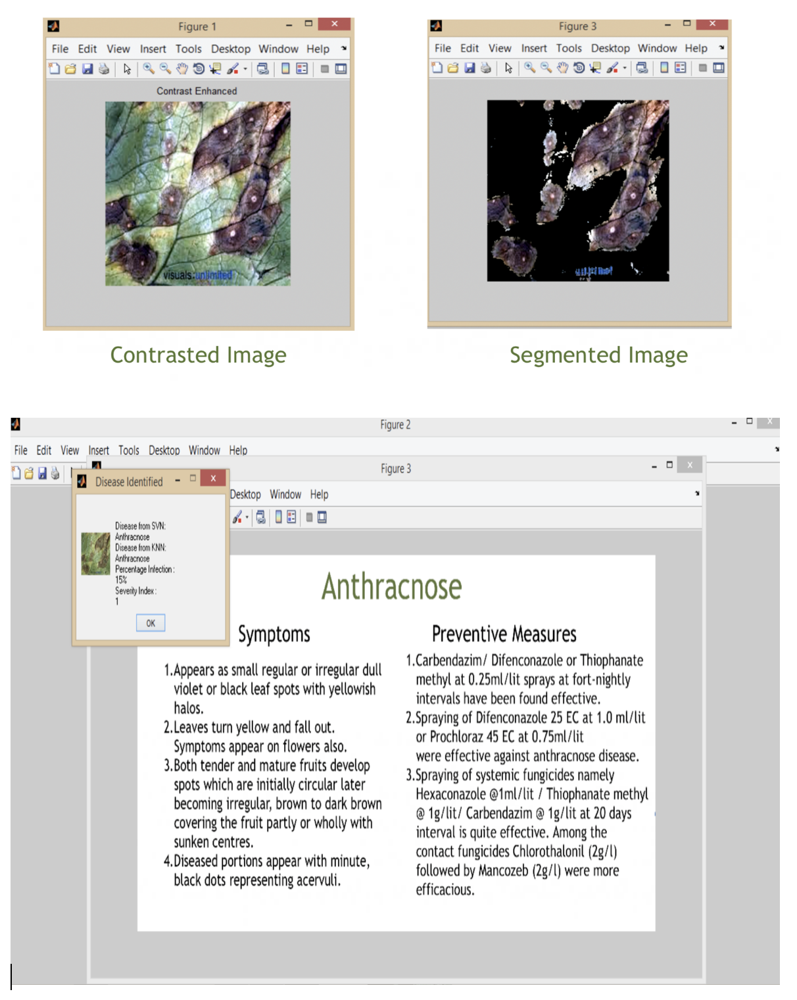 Figure 1
File Edit View Insert Tools Desktop Window Help
Contrast Enhanced
visuals:unlimited
Contrasted Image
Figure 3
File Edit View Insert Tools Desktop Window Help
Segmented Image
Figure 2
File Edit View Insert Tools Desktop Window Help
Figure 3
Desktop Window Help
Disease Identified
Disease from SVN:
Anthracnose
Disease from KNN:
Anthracnose
Percentage Infection :
15%
Severity Index :
1
OK
Anthracnose
Symptoms
1.Appears as small regular or irregular dull
violet or black leaf spots with yellowish
halos.
2.Leaves turn yellow and fall out.
Symptoms appear on flowers also.
3.Both tender and mature fruits develop
spots which are initially circular later
becoming irregular, brown to dark brown
covering the fruit partly or wholly with
sunken centres.
4.Diseased portions appear with minute,
black dots representing acervuli.
Preventive Measures
1.Carbendazim/ Difenconazole or Thiophanate
methyl at 0.25ml/lit sprays at fort-nightly
intervals have been found effective.
2.Spraying of Difenconazole 25 EC at 1.0 ml/lit
or Prochloraz 45 EC at 0.75ml/lit
were effective against anthracnose disease.
3.Spraying of systemic fungicides namely
Hexaconazole @1ml/lit / Thiophanate methyl
@ 1g/lit/ Carbendazim @ 1g/lit at 20 days
interval is quite effective. Among the
contact fungicides Chlorothalonil (2g/l)
followed by Mancozeb (2g/l) were more
efficacious.